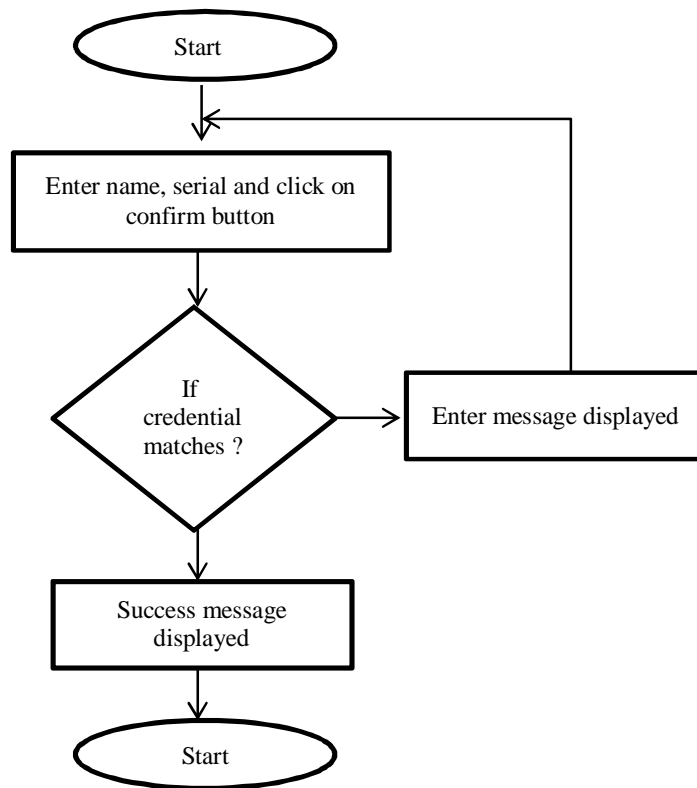 Start
Enter name, serial and click on
confirm button
If
credential
matches ?
Enter message displayed
Success message
displayed
Start